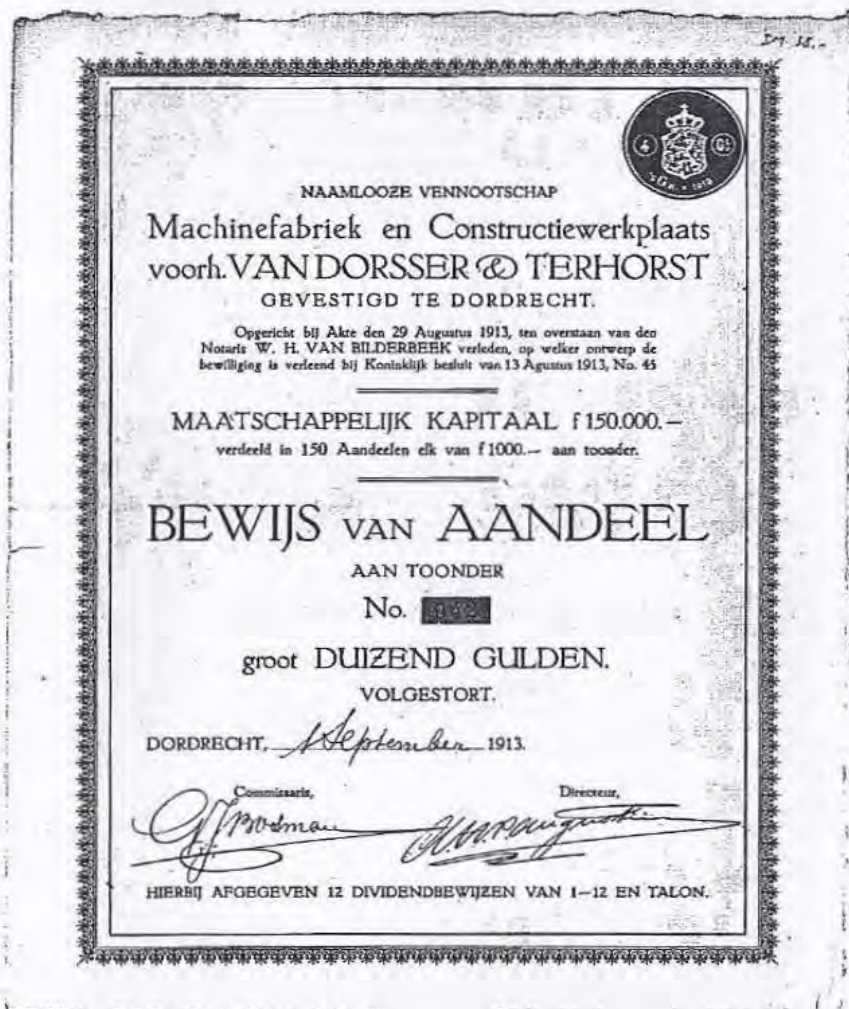 NAAMLOOZE VENNOOTSCHAP
Machinefabriek en Constructiewerkplaats
voorh. VAN DORSSER & TERHORST
GEVESTIGD TE DORDRECHT.
Opgericht bij Akte den 29 Augustus 1913, ten overstaan van den
Notaris W. H. VAN BILDERBEEK verleden, op welker ontwerp de
bewilliging is verleend bij Koninklijk besluit van 13 Agustus 1913, No. 45
MAATSCHAPPELIJK KAPITAAL f 150.000.—
verdeeld in 150 Aandeelen elk van f 1000.— aan toonder.
BEWIJS VAN AANDEEL
AAN TOONDER
No.
groot DUIZEND GULDEN.
VOLGESTORT.
DORDRECHT, 1 September 1913.
Commissaris, Directeur,
HIERBIJ AFGEGEVEN 12 DIVIDENDBEWIJZEN VAN 1—12 EN TALON.